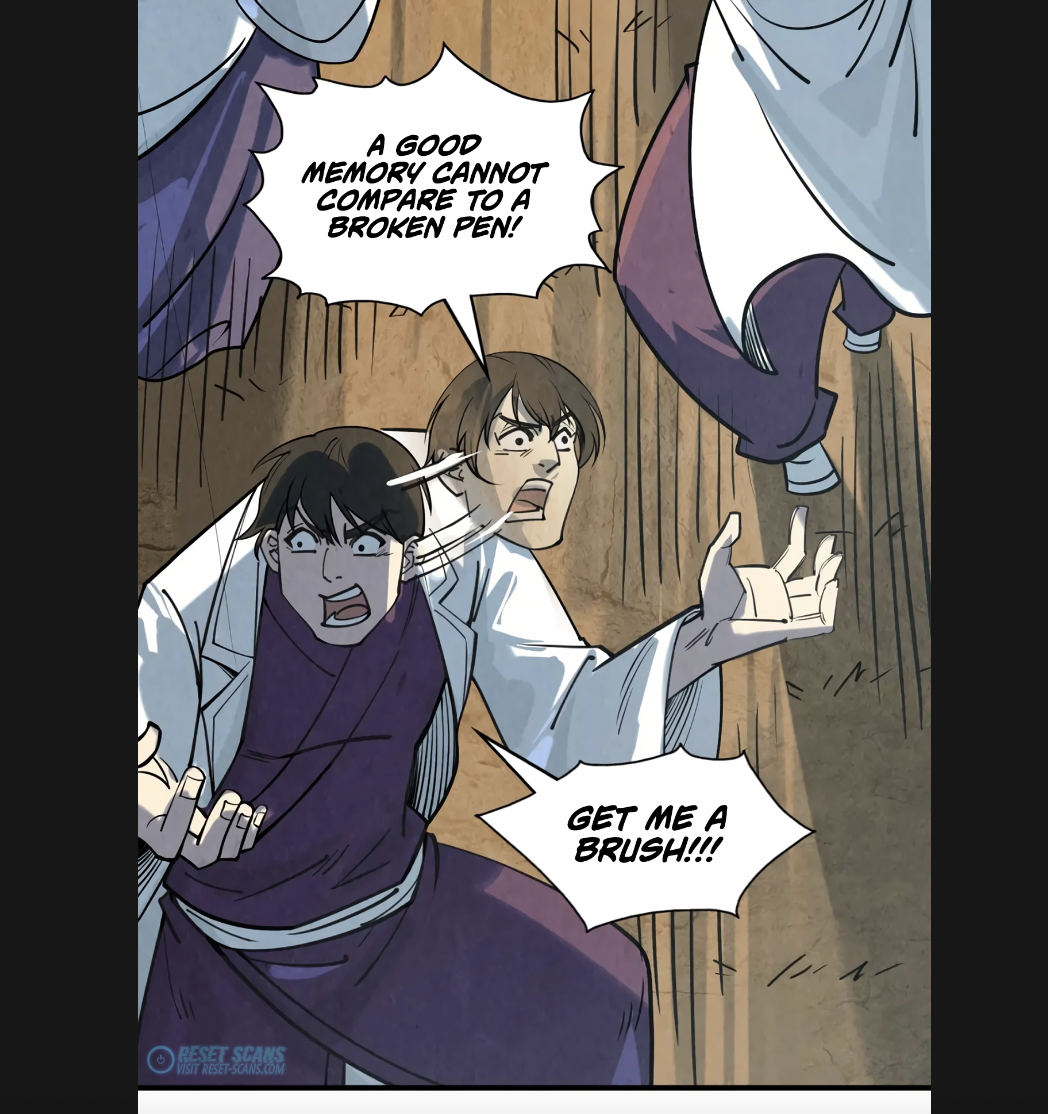 A GOOD
MEMORY CANNOT
COMPARE TO A
BROKEN PEN!
GET ME A
BRUSH!!!
RESET SCANS
VISIT RESET-SCANS.COM